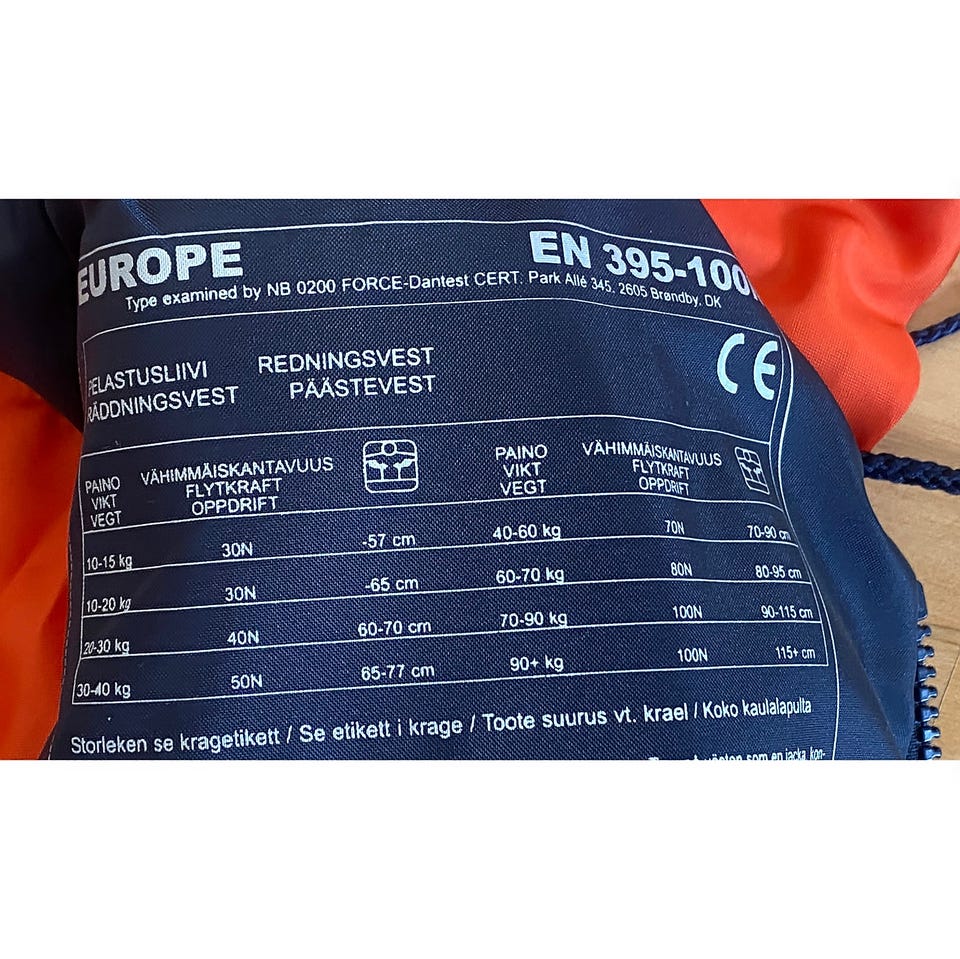 EUROPE EN 395-100
Type examined by NB 0200 FORCE-Dantest CERT. Park Allé 345, 2605 Brøndby, DK
CE
PELASTUSLIIVI REDNINGSVEST
RÄDDNINGSVEST PÄÄSTEVEST
PAINO VÄHIMMÄISKANTAVUUS PAINO VÄHIMMÄISKANTAVUUS
VIKT FLYTKRAFT VIKT FLYTKRAFT
VEGT OPPDRIFT VEGT OPPDRIFT
10-15 kg 30N -57 cm 40-60 kg 70N 70-90 cm
10-20 kg 30N -65 cm 60-70 kg 80N 80-95 cm
20-30 kg 40N 60-70 cm 70-90 kg 100N 90-115 cm
30-40 kg 50N 65-77 cm 90+ kg 100N 115+ cm
Storleken se kragetikett / Se etikett i krage / Toote suurus vt. krael / Koko kaulalapulta
som en jacka, kon-